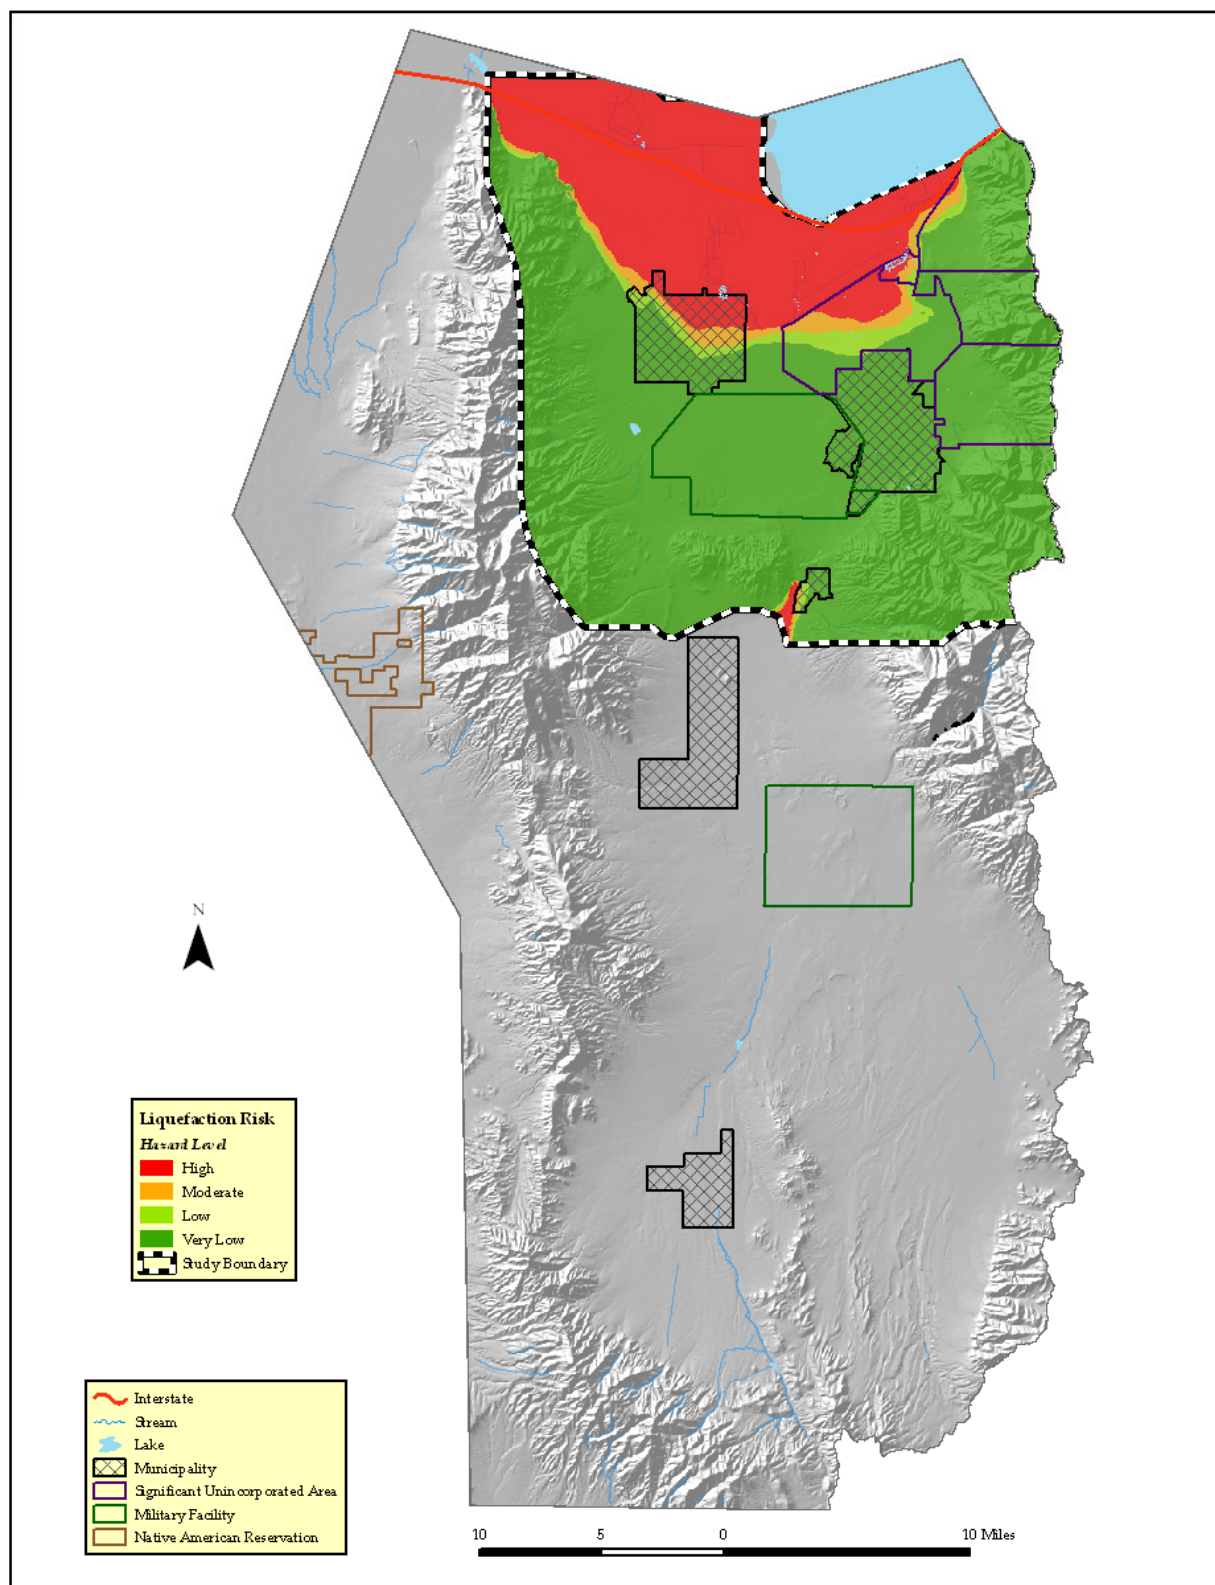 N
Liquefaction Risk
Hazard Level
High
Moderate
Low
Very Low
Study Boundary
Interstate
Stream
Lake
Municipality
Significant Unincorporated Area
Military Facility
Native American Reservation
10 5 0 10 Miles